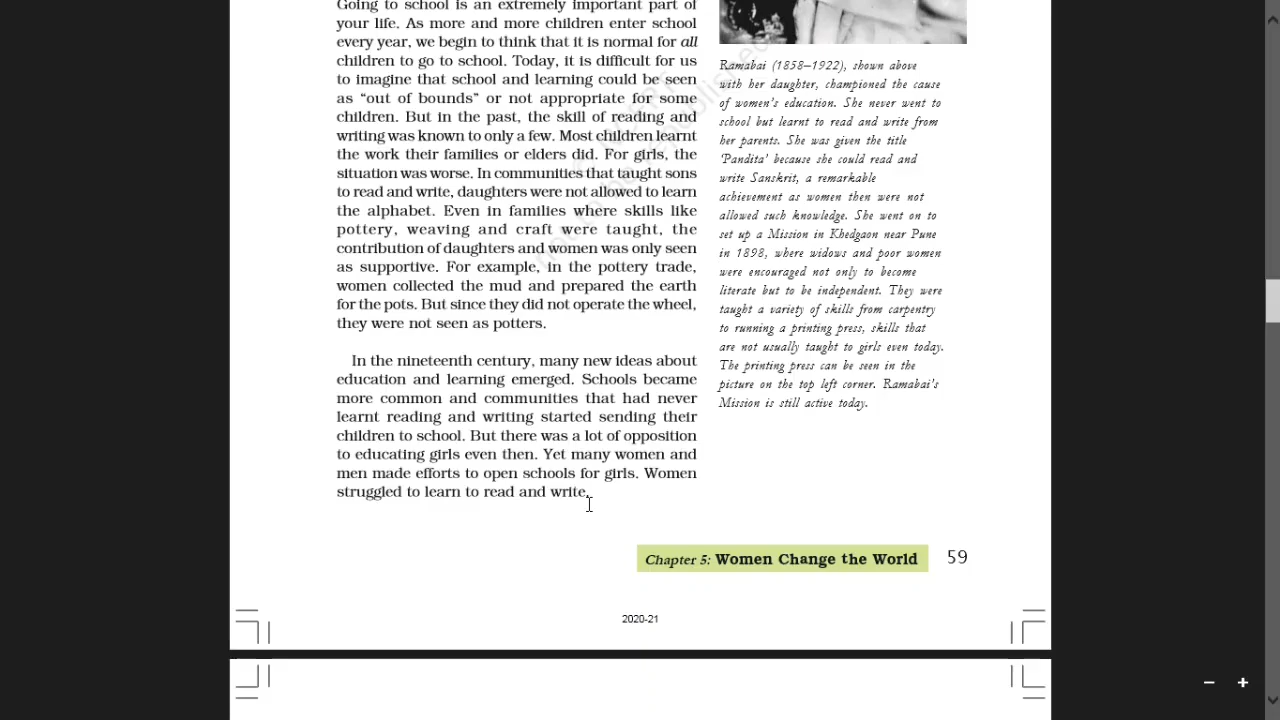 Going to school is an extremely important part of
your life. As more and more children enter school
every year, we begin to think that it is normal for all
children to go to school. Today, it is difficult for us
to imagine that school and learning could be seen
as “out of bounds” or not appropriate for some
children. But in the past, the skill of reading and
writing was known to only a few. Most children learnt
the work their families or elders did. For girls, the
situation was worse. In communities that taught sons
to read and write, daughters were not allowed to learn
the alphabet. Even in families where skills like
pottery, weaving and craft were taught, the
contribution of daughters and women was only seen
as supportive. For example, in the pottery trade,
women collected the mud and prepared the earth
for the pots. But since they did not operate the wheel,
they were not seen as potters.
In the nineteenth century, many new ideas about
education and learning emerged. Schools became
more common and communities that had never
learnt reading and writing started sending their
children to school. But there was a lot of opposition
to educating girls even then. Yet many women and
men made efforts to open schools for girls. Women
struggled to learn to read and write.
Ramabai (1858–1922), shown above
with her daughter, championed the cause
of women’s education. She never went to
school but learnt to read and write from
her parents. She was given the title
‘Pandita’ because she could read and
write Sanskrit, a remarkable
achievement as women then were not
allowed such knowledge. She went on to
set up a Mission in Khedgaon near Pune
in 1898, where widows and poor women
were encouraged not only to become
literate but to be independent. They were
taught a variety of skills from carpentry
to running a printing press, skills that
are not usually taught to girls even today.
The printing press can be seen in the
picture on the top left corner. Ramabai’s
Mission is still active today.
Chapter 5: Women Change the World 59
2020-21